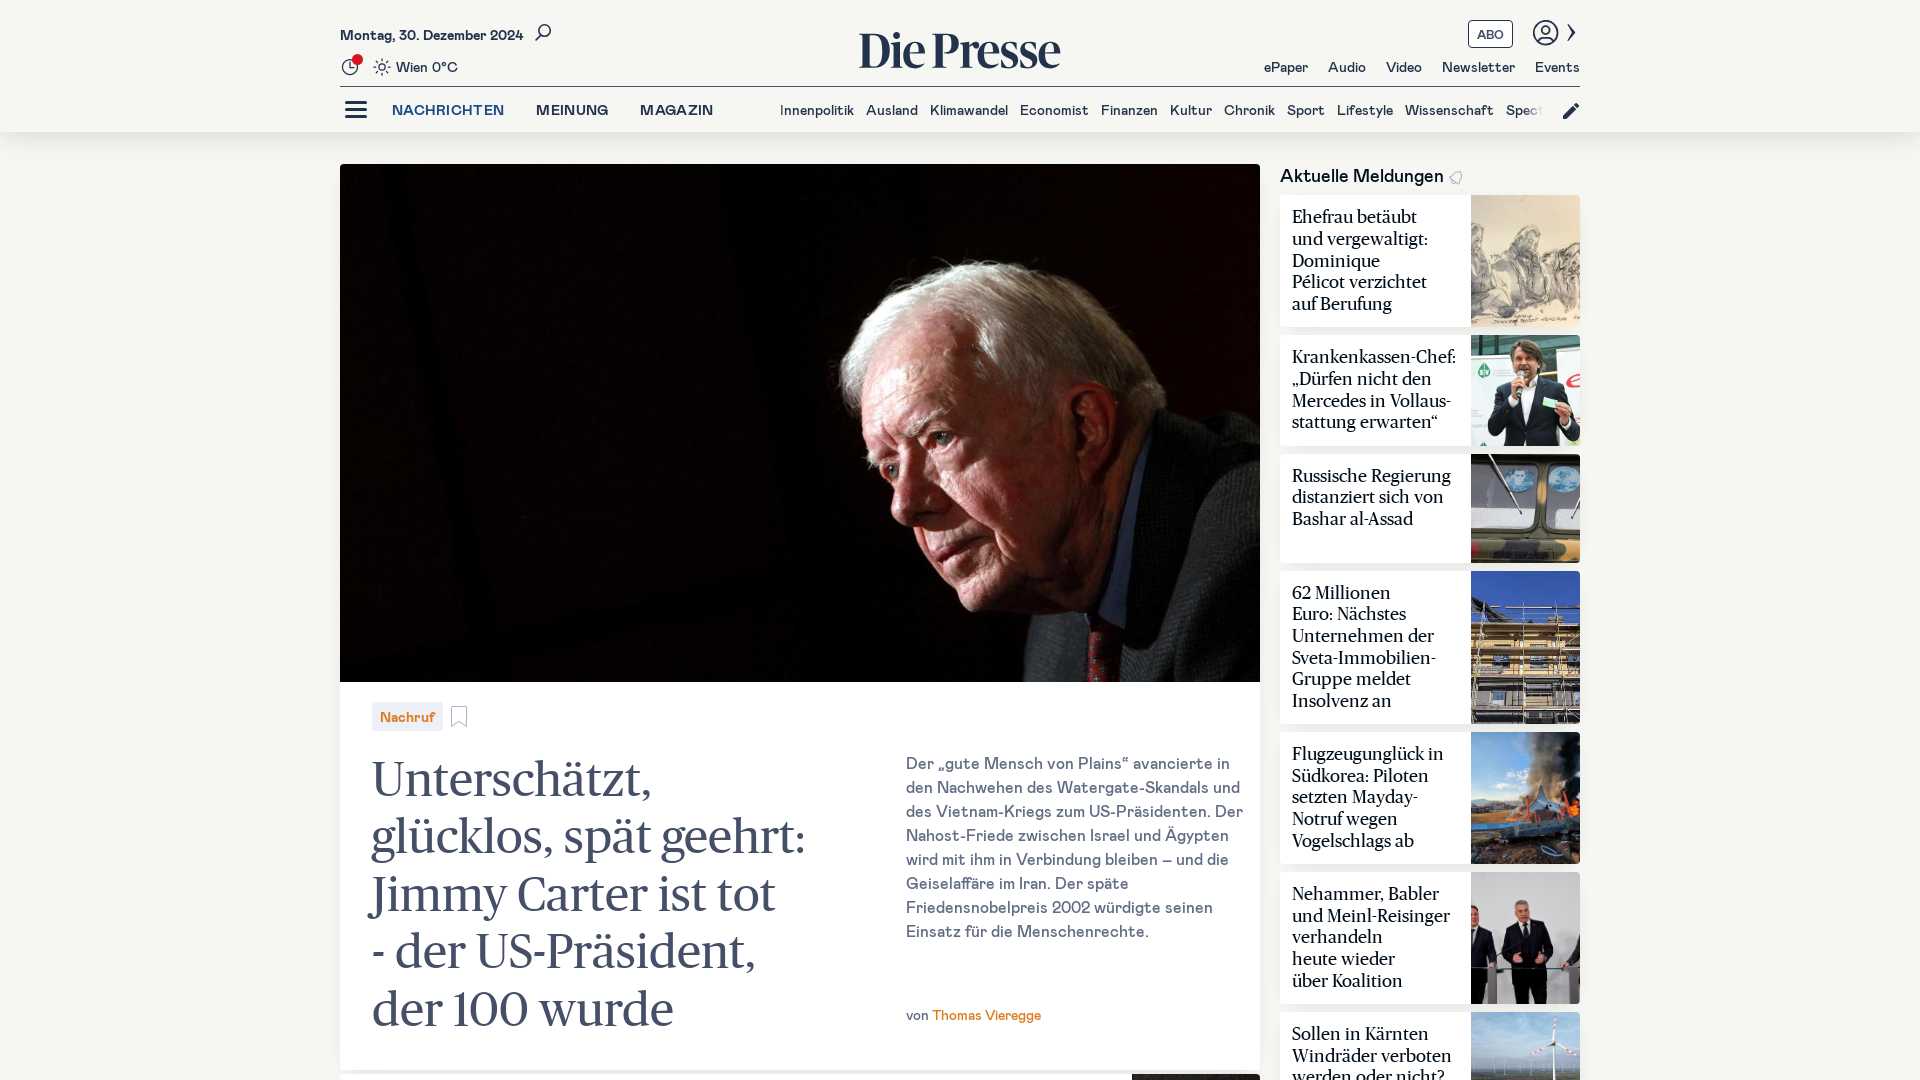 Montag, 30. Dezember 2024
Die Presse
ABO
Wien 0°C
ePaper Audio Video Newsletter Events
NACHRICHTEN MEINUNG MAGAZIN
Innenpolitik Ausland Klimawandel Economist Finanzen Kultur Chronik Sport Lifestyle Wissenschaft Spect
Nachruf
Unterschätzt,
glücklos, spät geehrt:
Jimmy Carter ist tot
- der US-Präsident,
der 100 wurde
Der „gute Mensch von Plains“ avancierte in
den Nachwehen des Watergate-Skandals und
des Vietnam-Kriegs zum US-Präsidenten. Der
Nahost-Friede zwischen Israel und Ägypten
wird mit ihm in Verbindung bleiben – und die
Geiselaffäre im Iran. Der späte
Friedensnobelpreis 2002 würdigte seinen
Einsatz für die Menschenrechte.
von Thomas Vieregge
Aktuelle Meldungen
Ehefrau betäubt
und vergewaltigt:
Dominique
Pélicot verzichtet
auf Berufung
Krankenkassen-Chef:
„Dürfen nicht den
Mercedes in Vollaus-
stattung erwarten“
Russische Regierung
distanziert sich von
Bashar al-Assad
62 Millionen
Euro: Nächstes
Unternehmen der
Sveta-Immobilien-
Gruppe meldet
Insolvenz an
Flugzeugunglück in
Südkorea: Piloten
setzten Mayday-
Notruf wegen
Vogelschlags ab
Nehammer, Babler
und Meinl-Reisinger
verhandeln
heute wieder
über Koalition
Sollen in Kärnten
Windräder verboten
werden oder nicht?